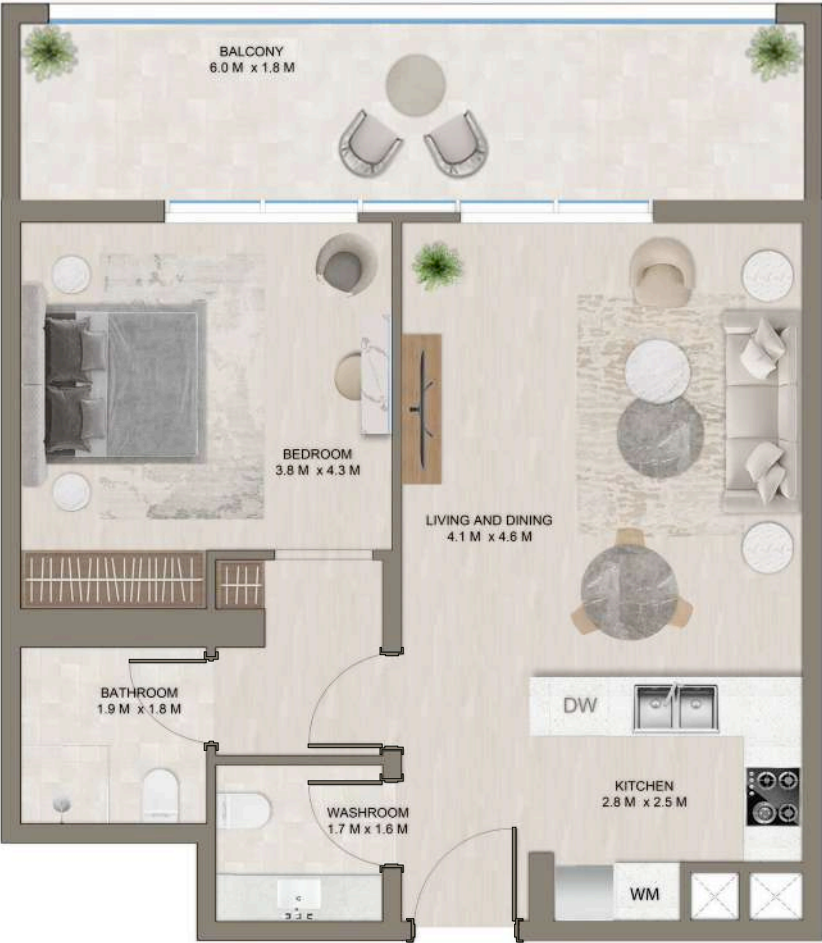 BALCONY
6.0 M x 1.8 M
BEDROOM
3.8 M x 4.3 M
LIVING AND DINING
4.1 M x 4.6 M
BATHROOM
1.9 M x 1.8 M
DW
KITCHEN
2.8 M x 2.5 M
WASHROOM
1.7 M x 1.6 M
WM